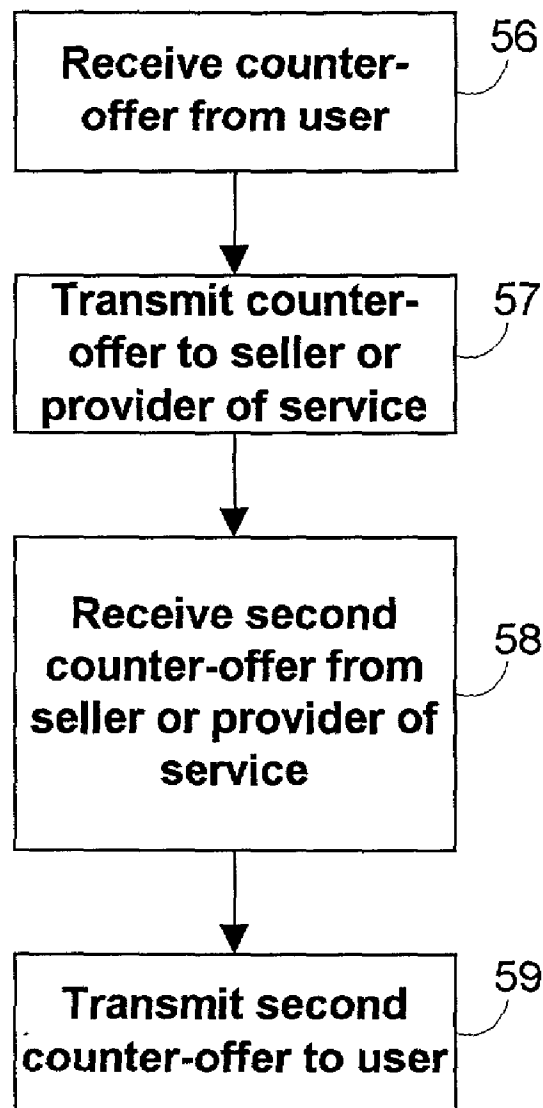 Receive counter-
offer from user
56
Transmit counter-
offer to seller or
provider of service
57
Receive second
counter-offer from
seller or provider of
service
58
Transmit second
counter-offer to user
59